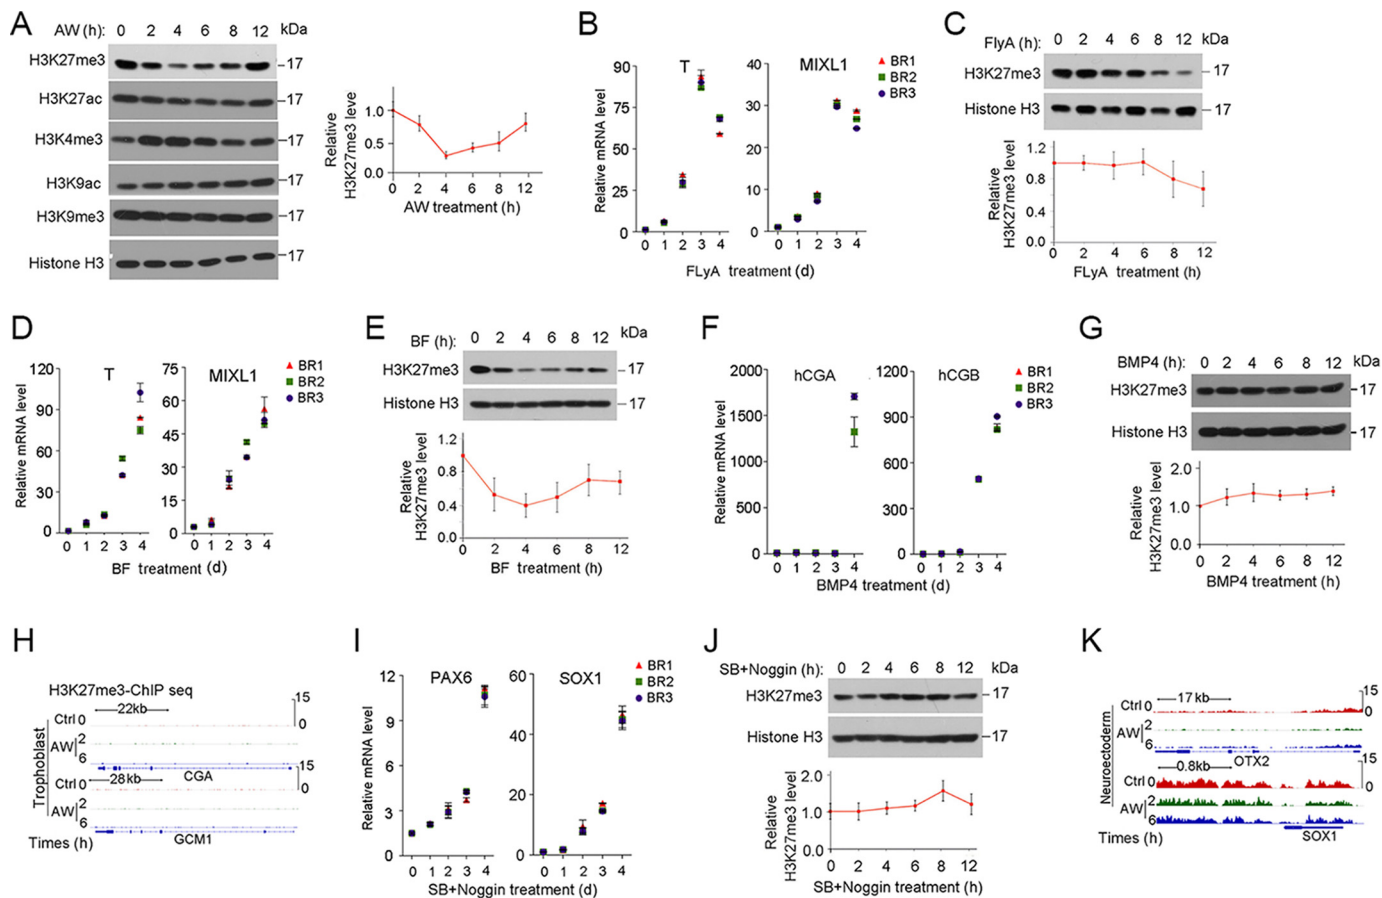 A
AW (h): 0 2 4 6 8 12 kDa
H3K27me3 17
H3K27ac 17
H3K4me3 17
H3K9ac 17
H3K9me3 17
Histone H3 17
Relative
H3K27me3 leve
1.0
0.5
0.0
0 2 4 6 8 12
AW treatment (h)
B
T
MIXL1
BR1
BR2
BR3
Relative mRNA level
90
75
50
25
0
0 1 2 3 4
40
30
20
10
0
0 1 2 3 4
FLyA treatment (d)
C
FlyA (h): 0 2 4 6 8 12 kDa
H3K27me3 17
Histone H3 17
Relative
H3K27me3 level
1.2
0.8
0.4
0.0
0 2 4 6 8 12
FLyA treatment (h)
D
T
MIXL1
BR1
BR2
BR3
Relative mRNA level
120
90
60
30
0
0 1 2 3 4
75
60
45
30
15
0
0 1 2 3 4
BF treatment (d)
E
BF (h): 0 2 4 6 8 12 kDa
H3K27me3 17
Histone H3 17
Relative
H3K27me3 level
1.2
0.8
0.4
0.0
0 2 4 6 8 12
BF treatment (h)
F
hCGA
hCGB
BR1
BR2
BR3
Relative mRNA level
2000
1500
1000
500
0
0 1 2 3 4
1200
900
600
300
0
0 1 2 3 4
BMP4 treatment (d)
G
BMP4 (h): 0 2 4 6 8 12 kDa
H3K27me3 17
Histone H3 17
Relative
H3K27me3 level
2.0
1.0
0.0
0 2 4 6 8 12
BMP4 treatment (h)
H
H3K27me3-ChIP seq
Trophoblast
22kb
15
0
Ctrl 0
AW 2
6
CGA
28kb
15
0
Ctrl 0
AW 2
6
GCM1
Times (h)
I
PAX6
SOX1
BR1
BR2
BR3
Relative mRNA level
12
9
6
3
0
0 1 2 3 4
60
40
20
0
0 1 2 3 4
SB+Noggin treatment (d)
J
SB+Noggin (h): 0 2 4 6 8 12 kDa
H3K27me3 17
Histone H3 17
Relative
H3K27me3 level
2.0
1.0
0.0
0 2 4 6 8 12
SB+Noggin treatment (h)
K
Neuroectoderm
17 kb
15
0
Ctrl 0
AW 2
6
OTX2
0.8kb
15
0
Ctrl 0
AW 2
6
SOX1
Times (h)